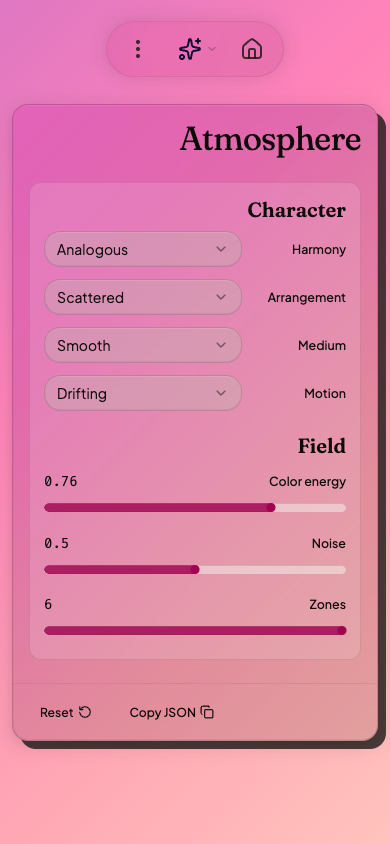 Atmosphere
Character
Harmony
Analogous
Arrangement
Scattered
Medium
Smooth
Motion
Drifting
Field
Color energy
0.76
Noise
0.5
Zones
6
Reset
Copy JSON